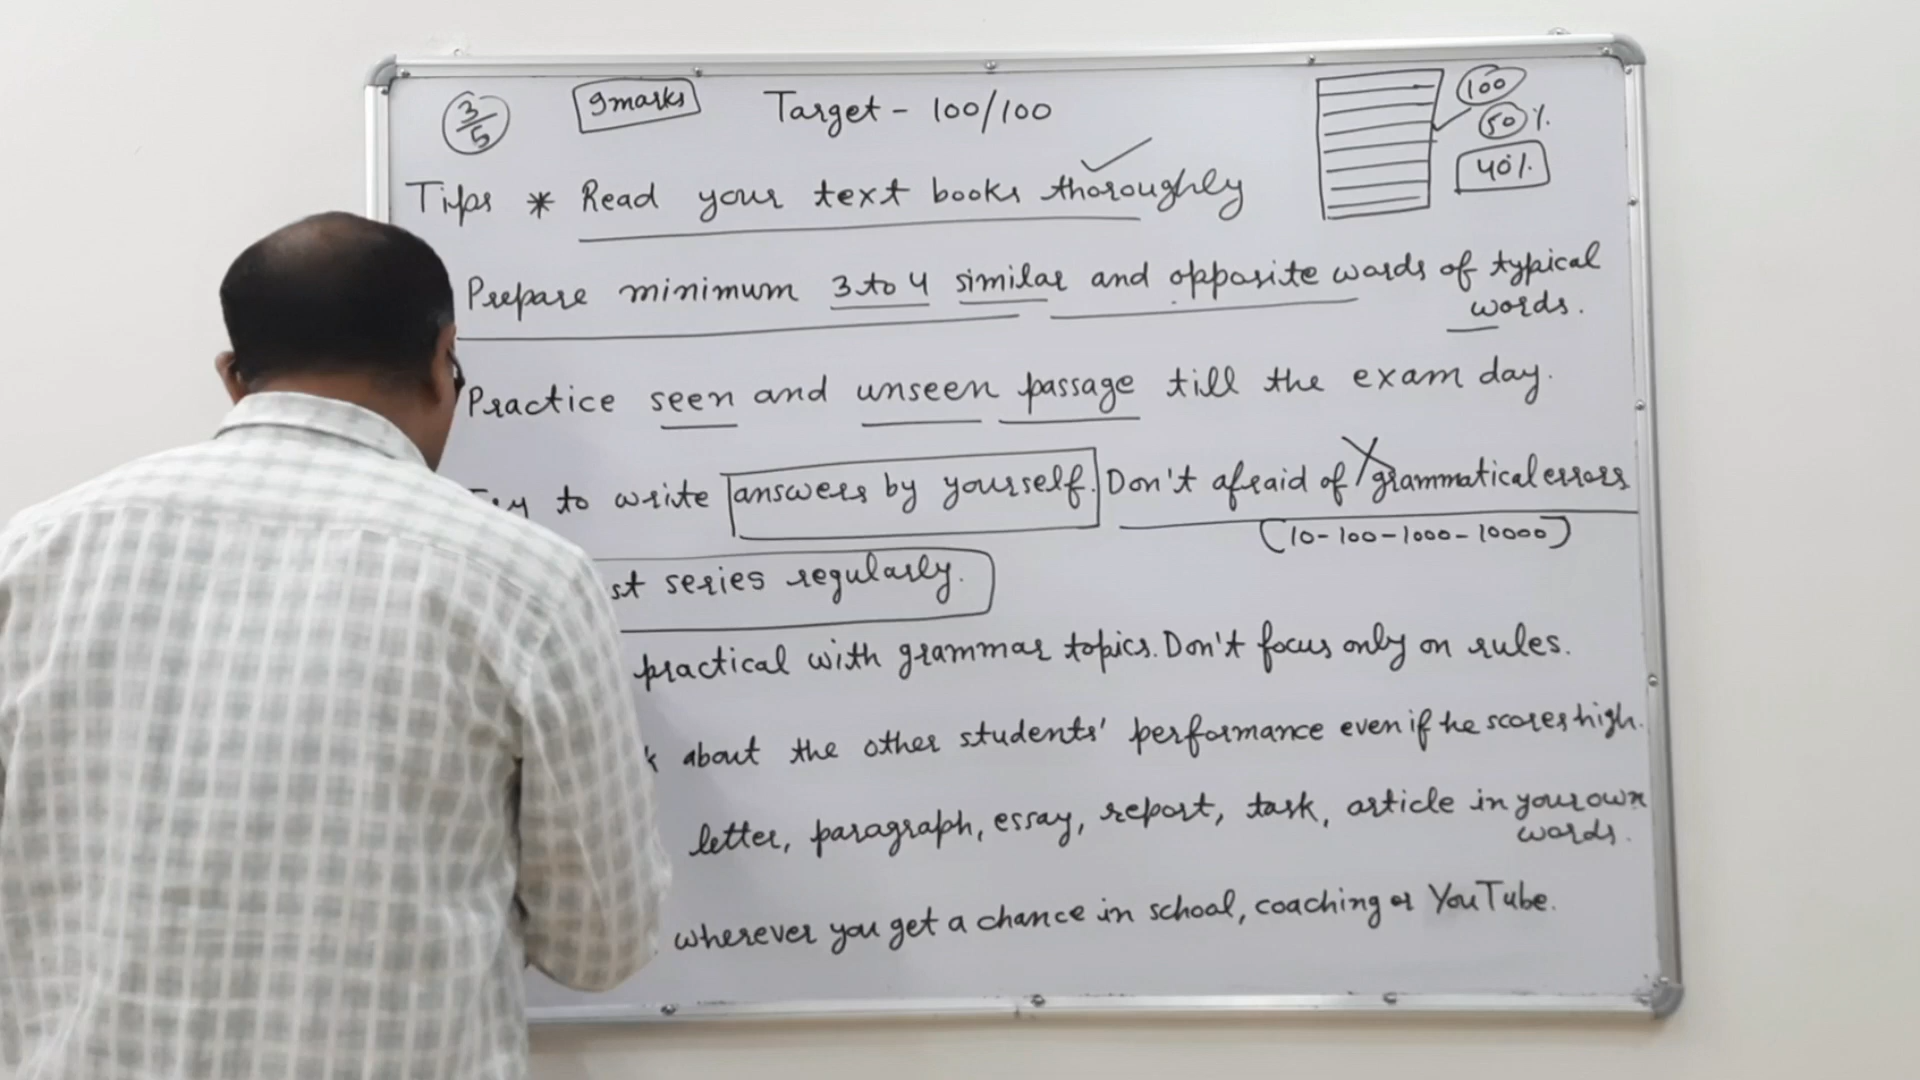 3/5 9marks Target - 100/100 100
50%
40%
Tips * Read your text books thoroughly
Prepare minimum 3 to 4 similar and opposite words of typical
words.
Practice seen and unseen passage till the exam day.
to write answers by yourself. Don't afraid of grammatical errors
(10-100-1000-10000)
st series regularly.
practical with grammar topics. Don't focus only on rules.
about the other students' performance even if he scores high.
letter, paragraph, essay, report, task, article in your own
words.
wherever you get a chance in school, coaching or YouTube.